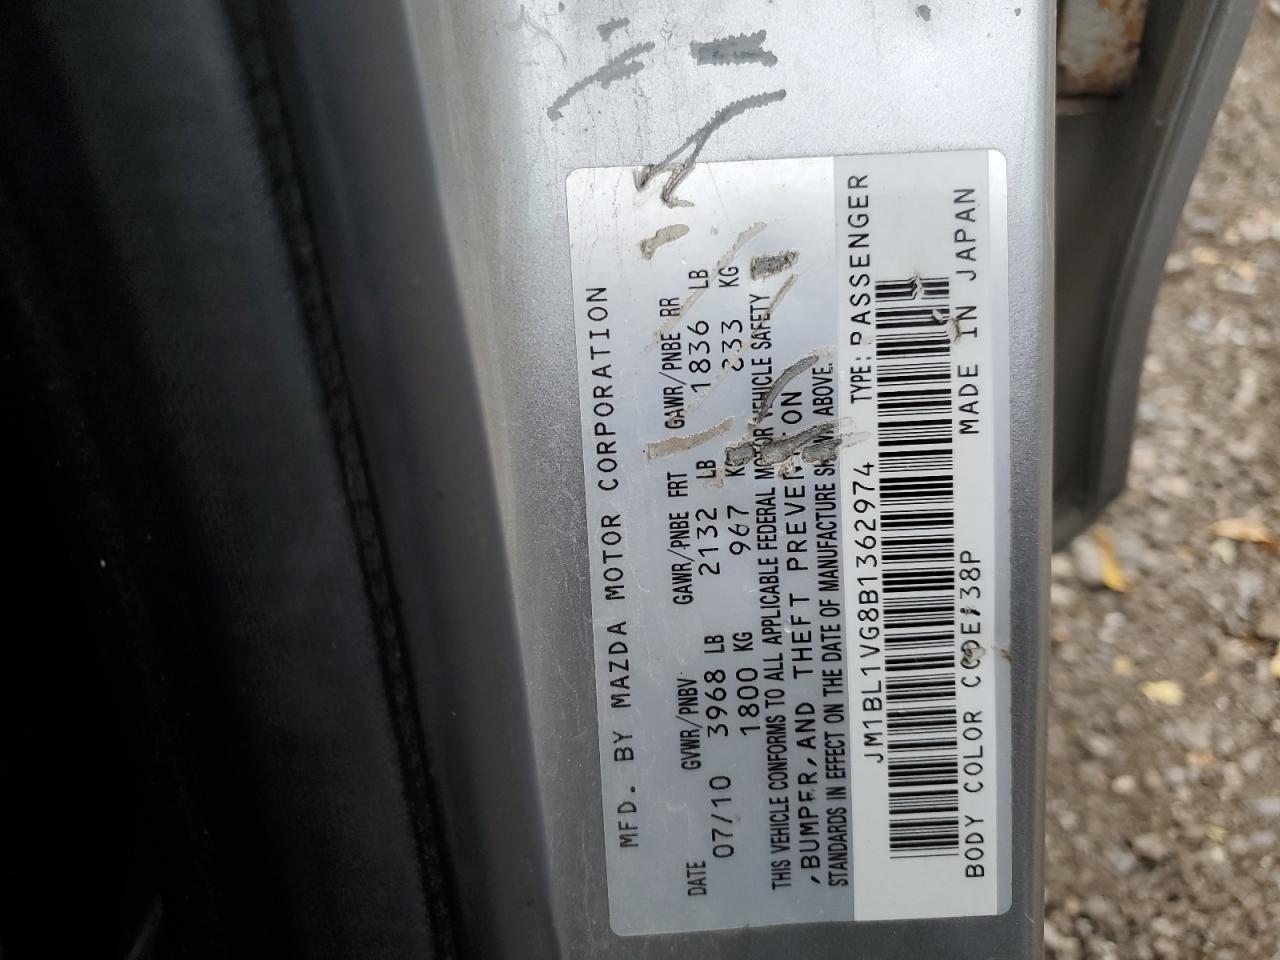 MFD. BY MAZDA MOTOR CORPORATION
DATE GVWR/PNBV GAWR/PNBE FRT GAWR/PNBE RR
07/10 3968 LB 2132 LB 1836 LB
1800 KG 967 KG 833 KG
THIS VEHICLE CONFORMS TO ALL APPLICABLE FEDERAL MOTOR VEHICLE SAFETY
,BUMPER,AND THEFT PREVENTION
STANDARDS IN EFFECT ON THE DATE OF MANUFACTURE SHOWN ABOVE.
JM1BL1VG8B1362974 TYPE: PASSENGER
BODY COLOR CODE:38P MADE IN JAPAN